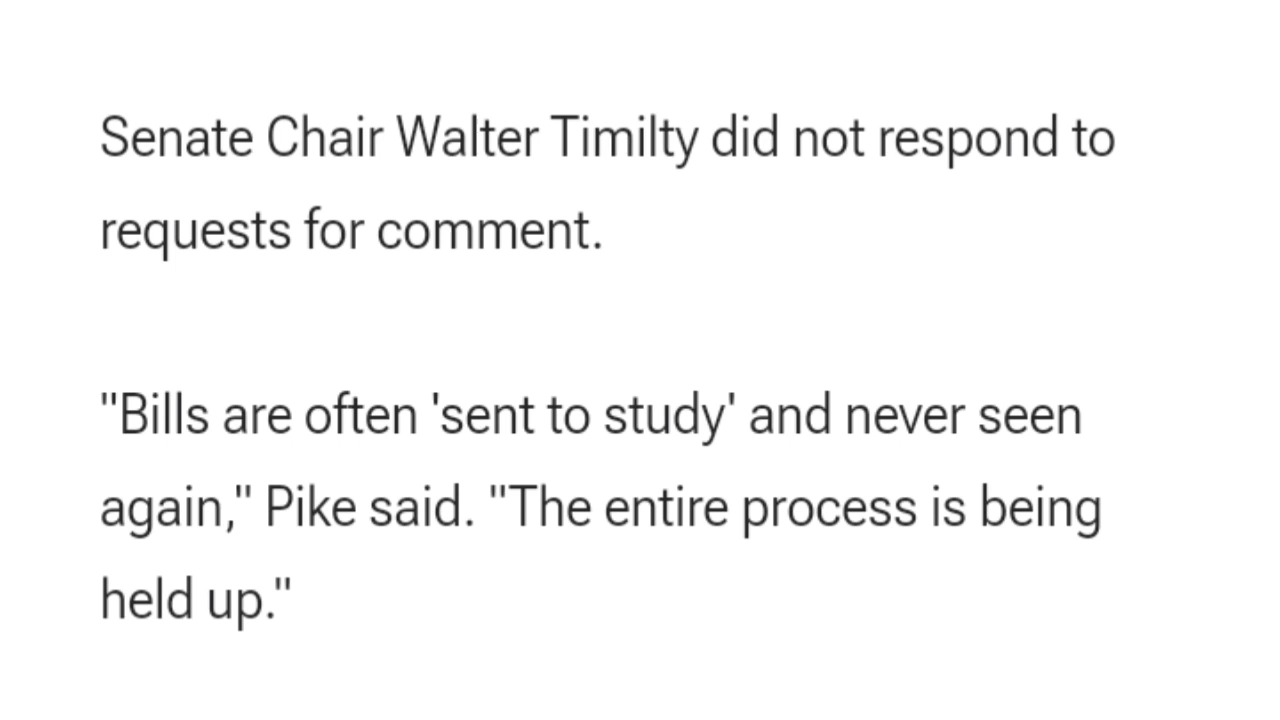 Senate Chair Walter Timilty did not respond to
requests for comment.
"Bills are often 'sent to study' and never seen
again," Pike said. "The entire process is being
held up."